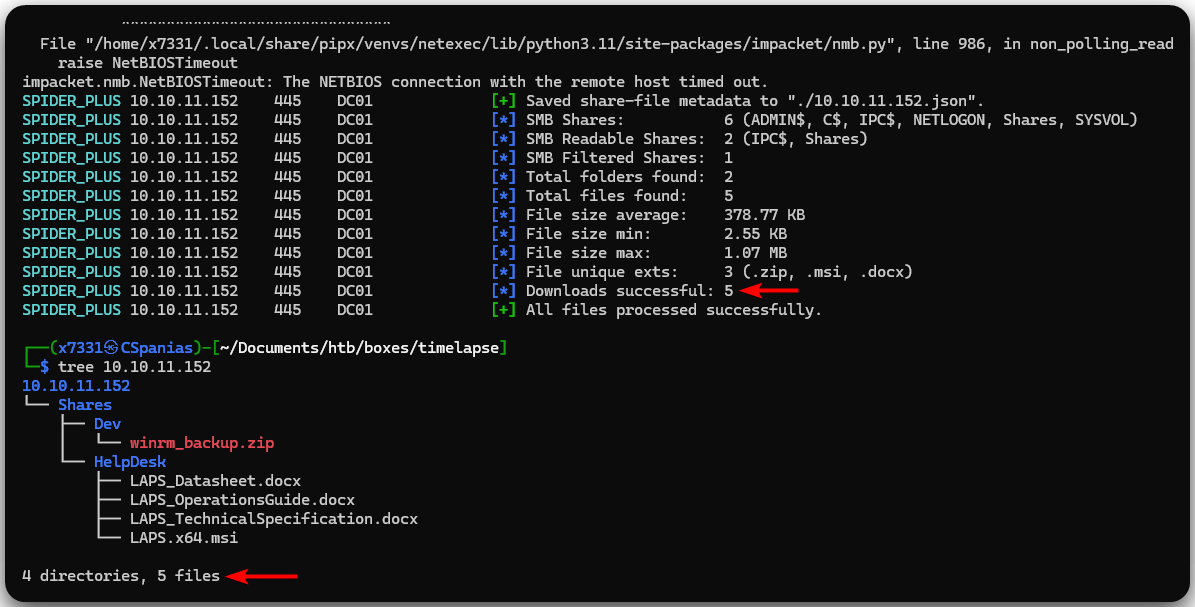 ^^^^^^^^^^^^^^^^^^^^^^^^^^^^^^
  File "/home/x7331/.local/share/pipx/venvs/netexec/lib/python3.11/site-packages/impacket/nmb.py", line 986, in non_polling_read
    raise NetBIOSTimeout
impacket.nmb.NetBIOSTimeout: The NETBIOS connection with the remote host timed out.
SPIDER_PLUS 10.10.11.152    445    DC01             [+] Saved share-file metadata to "./10.10.11.152.json".
SPIDER_PLUS 10.10.11.152    445    DC01             [*] SMB Shares:           6 (ADMIN$, C$, IPC$, NETLOGON, Shares, SYSVOL)
SPIDER_PLUS 10.10.11.152    445    DC01             [*] SMB Readable Shares:  2 (IPC$, Shares)
SPIDER_PLUS 10.10.11.152    445    DC01             [*] SMB Filtered Shares:  1
SPIDER_PLUS 10.10.11.152    445    DC01             [*] Total folders found:  2
SPIDER_PLUS 10.10.11.152    445    DC01             [*] Total files found:    5
SPIDER_PLUS 10.10.11.152    445    DC01             [*] File size average:    378.77 KB
SPIDER_PLUS 10.10.11.152    445    DC01             [*] File size min:        2.55 KB
SPIDER_PLUS 10.10.11.152    445    DC01             [*] File size max:        1.07 MB
SPIDER_PLUS 10.10.11.152    445    DC01             [*] File unique exts:     3 (.zip, .msi, .docx)
SPIDER_PLUS 10.10.11.152    445    DC01             [*] Downloads successful: 5
SPIDER_PLUS 10.10.11.152    445    DC01             [+] All files processed successfully.
┌──(x7331㉿CSpanias)-[~/Documents/htb/boxes/timelapse]
└─$ tree 10.10.11.152
10.10.11.152
└── Shares
    ├── Dev
    │   └── winrm_backup.zip
    └── HelpDesk
        ├── LAPS_Datasheet.docx
        ├── LAPS_OperationsGuide.docx
        ├── LAPS_TechnicalSpecification.docx
        └── LAPS.x64.msi
4 directories, 5 files